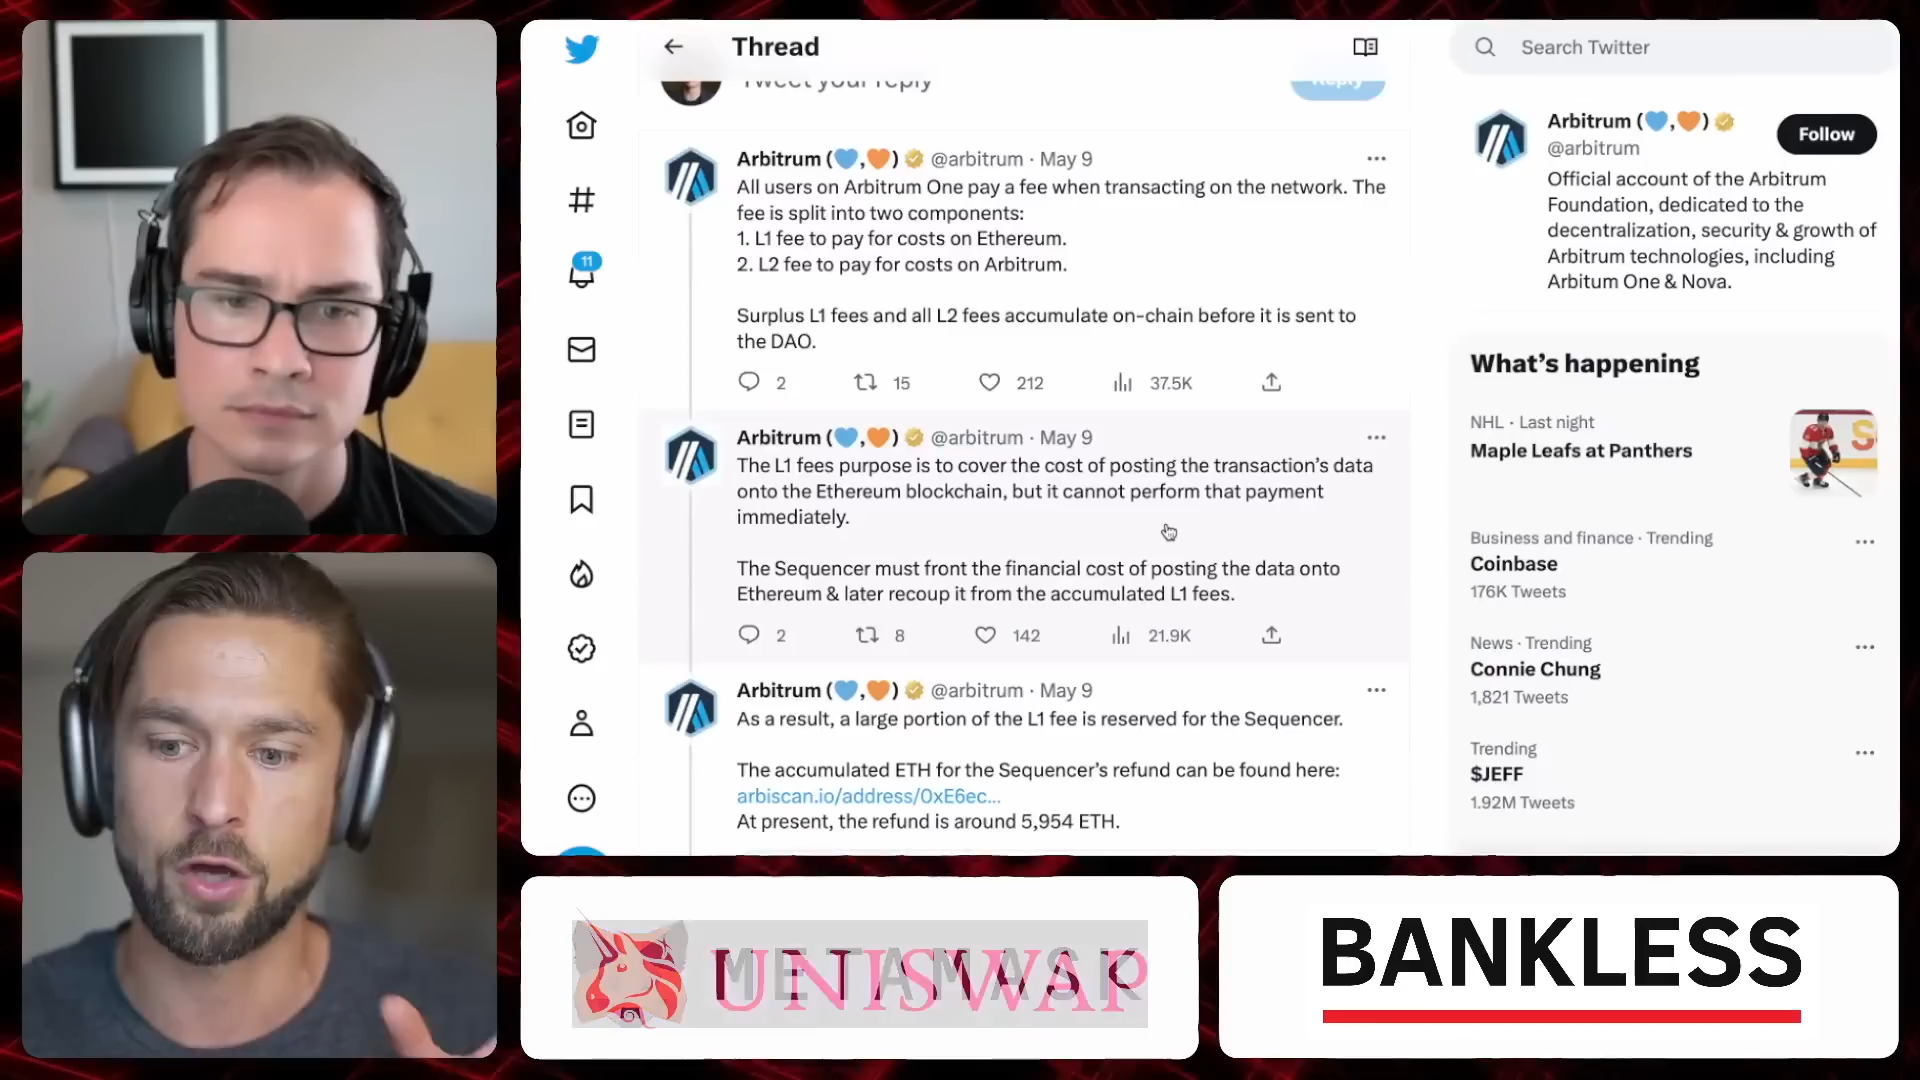 Thread
Tweet your reply
Reply
Search Twitter
11
Arbitrum (💙,🧡) @arbitrum · May 9
All users on Arbitrum One pay a fee when transacting on the network. The
fee is split into two components:
1. L1 fee to pay for costs on Ethereum.
2. L2 fee to pay for costs on Arbitrum.
Surplus L1 fees and all L2 fees accumulate on-chain before it is sent to
the DAO.
2 15 212 37.5K
Arbitrum (💙,🧡) @arbitrum · May 9
The L1 fees purpose is to cover the cost of posting the transaction's data
onto the Ethereum blockchain, but it cannot perform that payment
immediately.
The Sequencer must front the financial cost of posting the data onto
Ethereum & later recoup it from the accumulated L1 fees.
2 8 142 21.9K
Arbitrum (💙,🧡) @arbitrum · May 9
As a result, a large portion of the L1 fee is reserved for the Sequencer.
The accumulated ETH for the Sequencer's refund can be found here:
arbiscan.io/address/0xE6ec...
At present, the refund is around 5,954 ETH.
Arbitrum (💙,🧡)
@arbitrum
Follow
Official account of the Arbitrum
Foundation, dedicated to the
decentralization, security & growth of
Arbitrum technologies, including
Arbitum One & Nova.
What's happening
NHL · Last night
Maple Leafs at Panthers
Business and finance · Trending
Coinbase
176K Tweets
News · Trending
Connie Chung
1,821 Tweets
Trending
$JEFF
1.92M Tweets
METAMASK
UNISWAP
BANKLESS